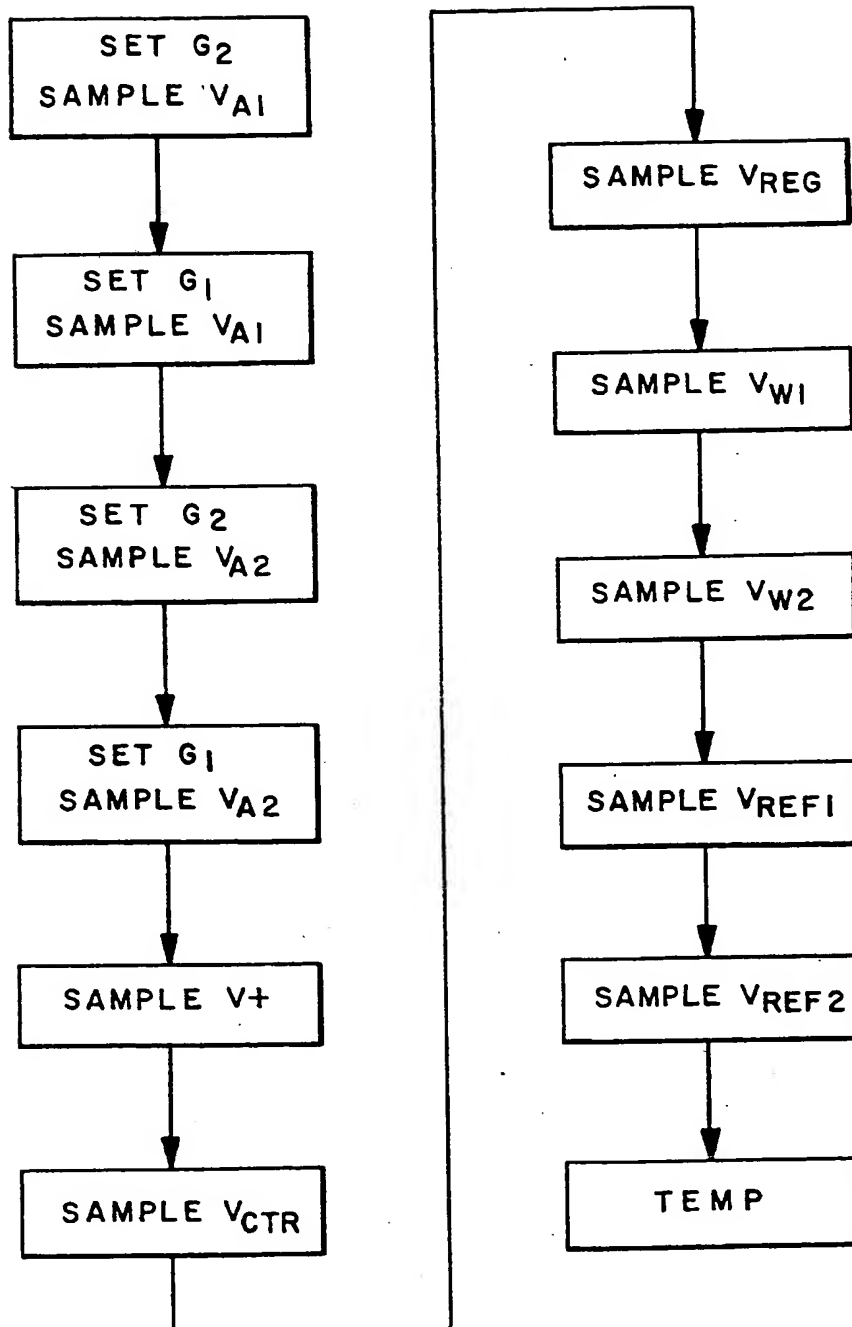 SET G2
SAMPLE VA1
SET G1
SAMPLE VA1
SET G2
SAMPLE VA2
SET G1
SAMPLE VA2
SAMPLE V+
SAMPLE VCTR
SAMPLE VREG
SAMPLE VW1
SAMPLE VW2
SAMPLE VREF1
SAMPLE VREF2
TEMP